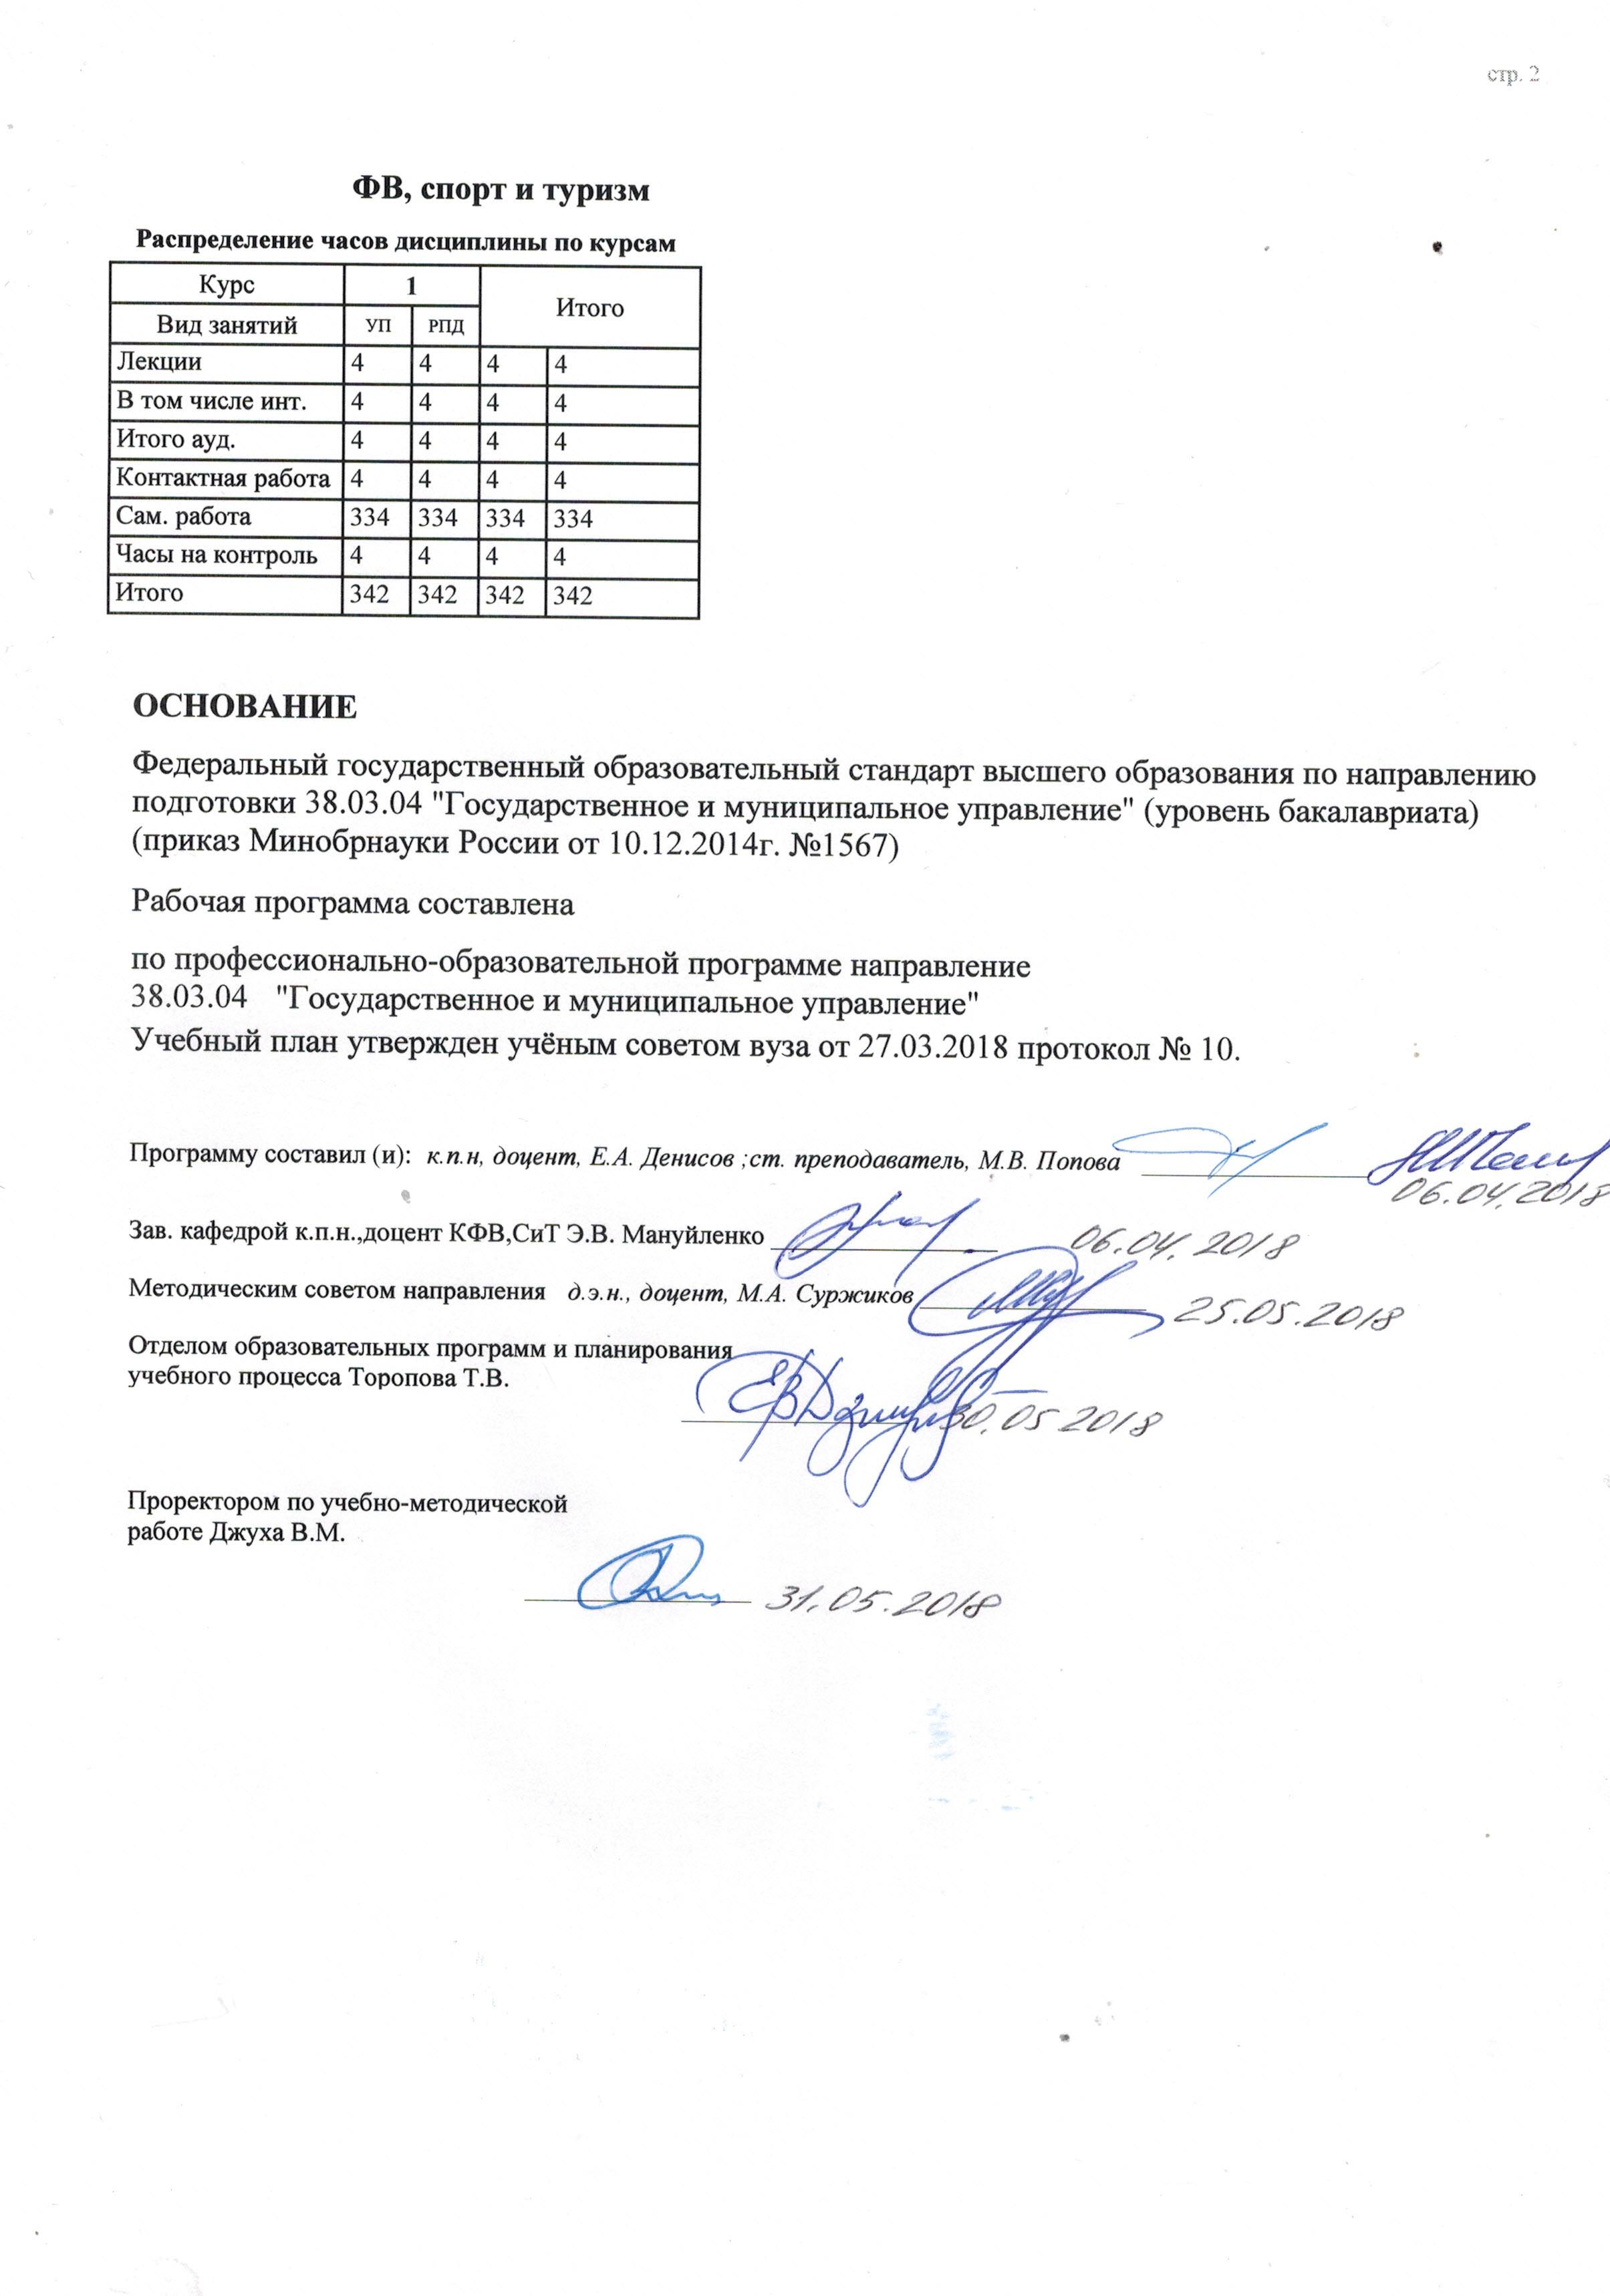 стр. 2
ФВ, спорт и туризм
Распределение часов дисциплины по курсам
Курс 1 Итого
Вид занятий УП РПД
Лекции 4 4 4 4
В том числе инт. 4 4 4 4
Итого ауд. 4 4 4 4
Контактная работа 4 4 4 4
Сам. работа 334 334 334 334
Часы на контроль 4 4 4 4
Итого 342 342 342 342
ОСНОВАНИЕ
Федеральный государственный образовательный стандарт высшего образования по направлению
подготовки 38.03.04 "Государственное и муниципальное управление" (уровень бакалавриата)
(приказ Минобрнауки России от 10.12.2014г. №1567)
Рабочая программа составлена
по профессионально-образовательной программе направление
38.03.04 "Государственное и муниципальное управление"
Учебный план утвержден учёным советом вуза от 27.03.2018 протокол № 10.
Программу составил (и): к.п.н, доцент, Е.А. Денисов ;ст. преподаватель, М.В. Попова
06.04.2018
Зав. кафедрой к.п.н.,доцент КФВ,СиТ Э.В. Мануйленко 06.04.2018
Методическим советом направления д.э.н., доцент, М.А. Суржиков 25.05.2018
Отделом образовательных программ и планирования
учебного процесса Торопова Т.В.
30.05 2018
Проректором по учебно-методической
работе Джуха В.М.
31.05.2018